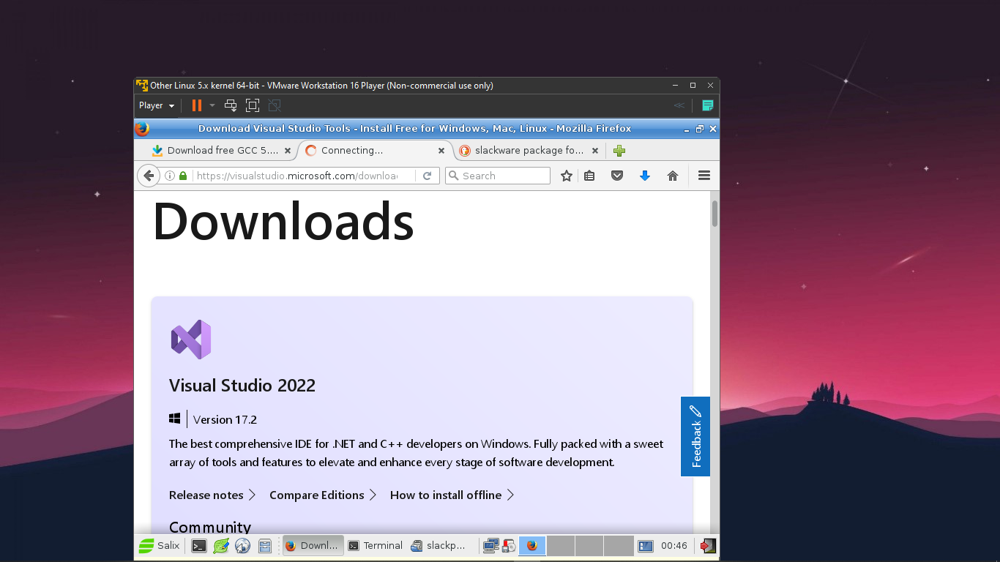 Other Linux 5.x kernel 64-bit - VMware Workstation 16 Player (Non-commercial use only)
Player
Download Visual Studio Tools - Install Free for Windows, Mac, Linux - Mozilla Firefox
Download free GCC 5.... Connecting... slackware package fo...
https://visualstudio.microsoft.com/downloa Search
Downloads
Visual Studio 2022
Version 17.2
The best comprehensive IDE for .NET and C++ developers on Windows. Fully packed with a sweet
array of tools and features to elevate and enhance every stage of software development.
Feedback
Release notes Compare Editions How to install offline
Community
Salix Downl... Terminal slackp... 00:46